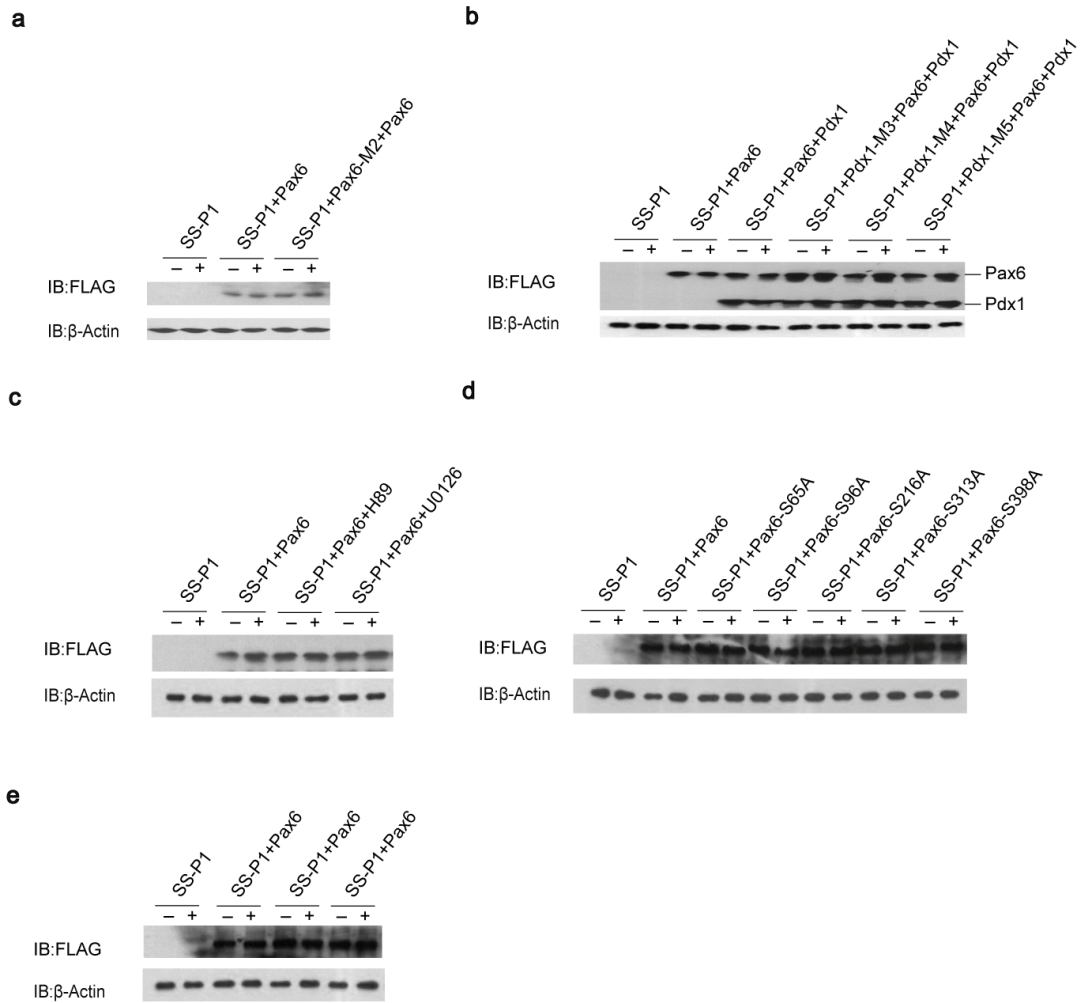 a
SS-P1
SS-P1+Pax6
SS-P1+Pax6-M2+Pax6
– + – + – +
IB:FLAG
IB:β-Actin
b
SS-P1
SS-P1+Pax6
SS-P1+Pax6+Pdx1
SS-P1+Pdx1-M3+Pax6+Pdx1
SS-P1+Pdx1-M4+Pax6+Pdx1
SS-P1+Pdx1-M5+Pax6+Pdx1
– + – + – + – + – + – +
IB:FLAG
Pax6
Pdx1
IB:β-Actin
c
SS-P1
SS-P1+Pax6
SS-P1+Pax6+H89
SS-P1+Pax6+U0126
– + – + – + – +
IB:FLAG
IB:β-Actin
d
SS-P1
SS-P1+Pax6
SS-P1+Pax6-S65A
SS-P1+Pax6-S96A
SS-P1+Pax6-S216A
SS-P1+Pax6-S313A
SS-P1+Pax6-S398A
– + – + – + – + – + – + – +
IB:FLAG
IB:β-Actin
e
SS-P1
SS-P1+Pax6
SS-P1+Pax6
SS-P1+Pax6
– + – + – + – +
IB:FLAG
IB:β-Actin